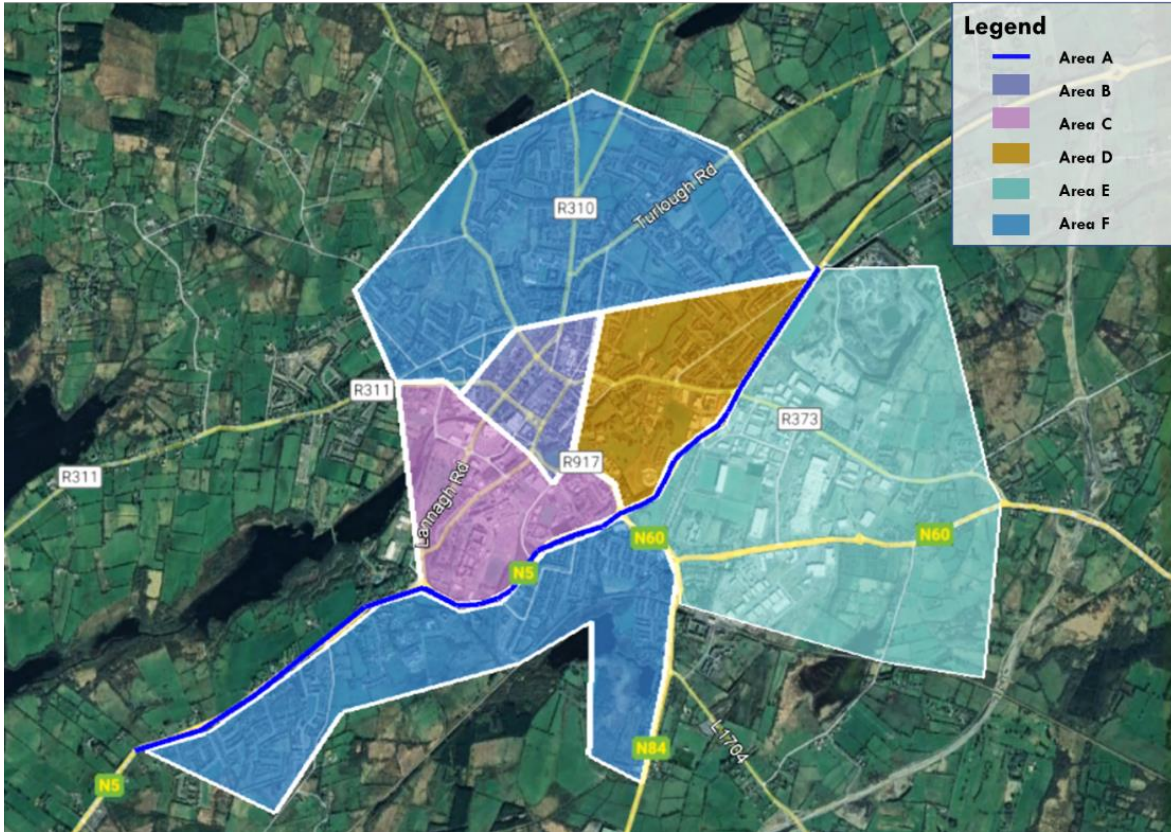 Legend
Area A
Area B
Area C
Area D
Area E
Area F
R310
Turlough Rd
R311
R311
R373
R917
Lannagh Rd
N60
N60
N5
N84
L1704
N5